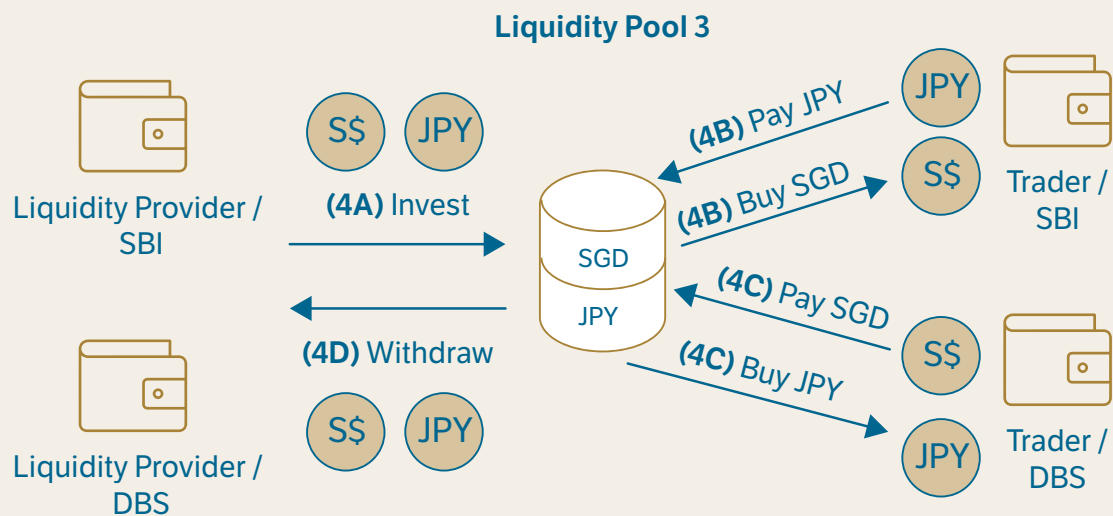 Liquidity Pool 3
S$ JPY
(4A) Invest
Liquidity Provider /
SBI
SGD
JPY
(4D) Withdraw
S$ JPY
Liquidity Provider /
DBS
(4B) Pay JPY
JPY
(4B) Buy SGD
S$
Trader /
SBI
(4C) Pay SGD
S$
(4C) Buy JPY
JPY
Trader /
DBS